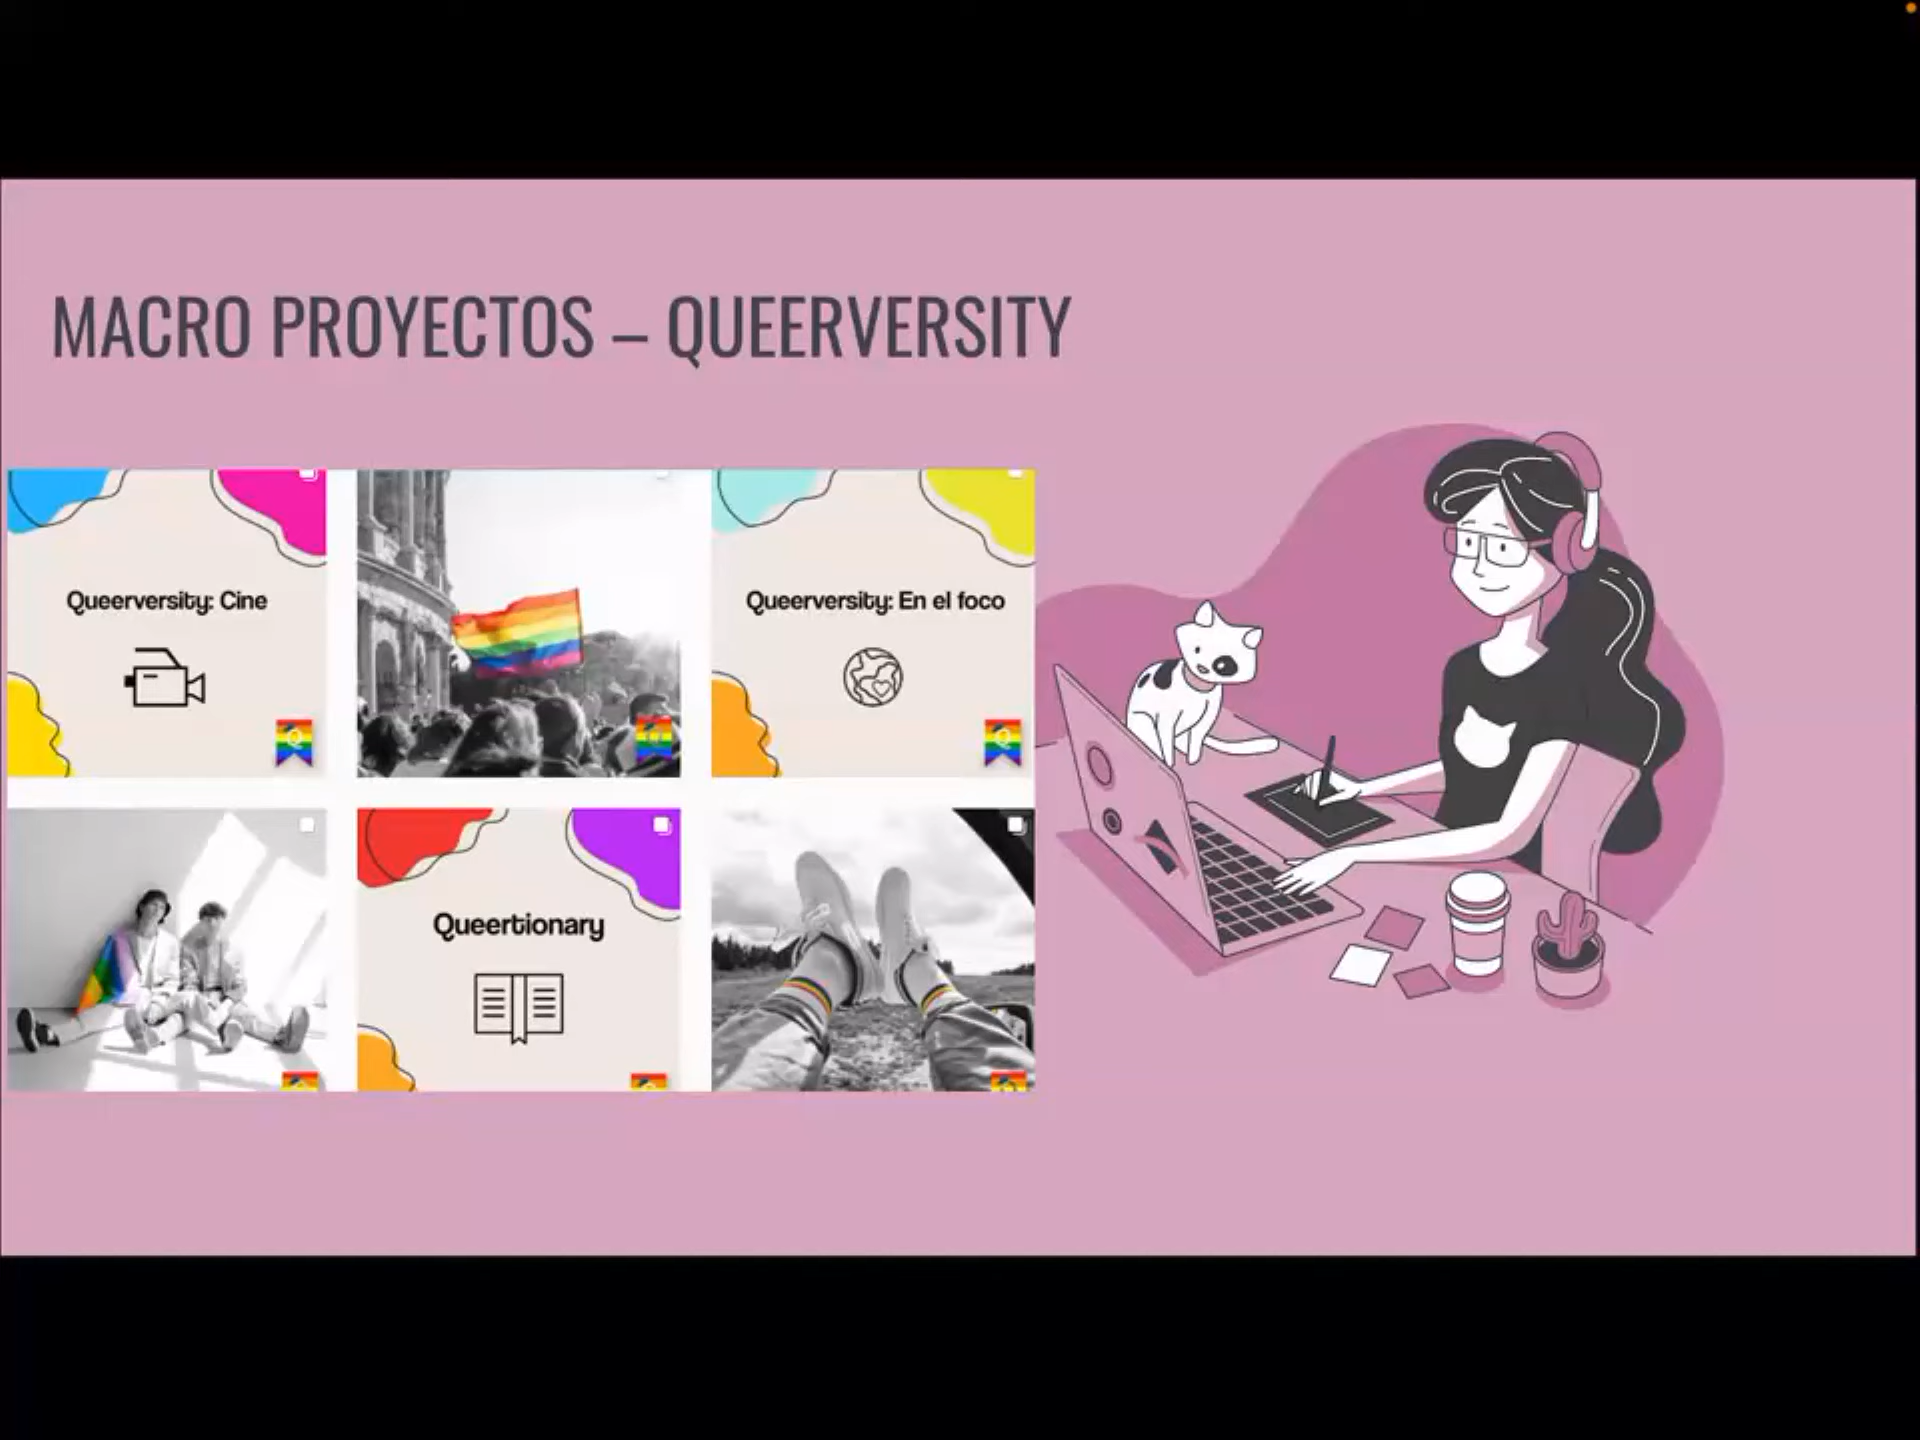 MACRO PROYECTOS – QUEERVERSITY
Queerversity: Cine
Q
Queerversity: En el foco
Q
Queertionary